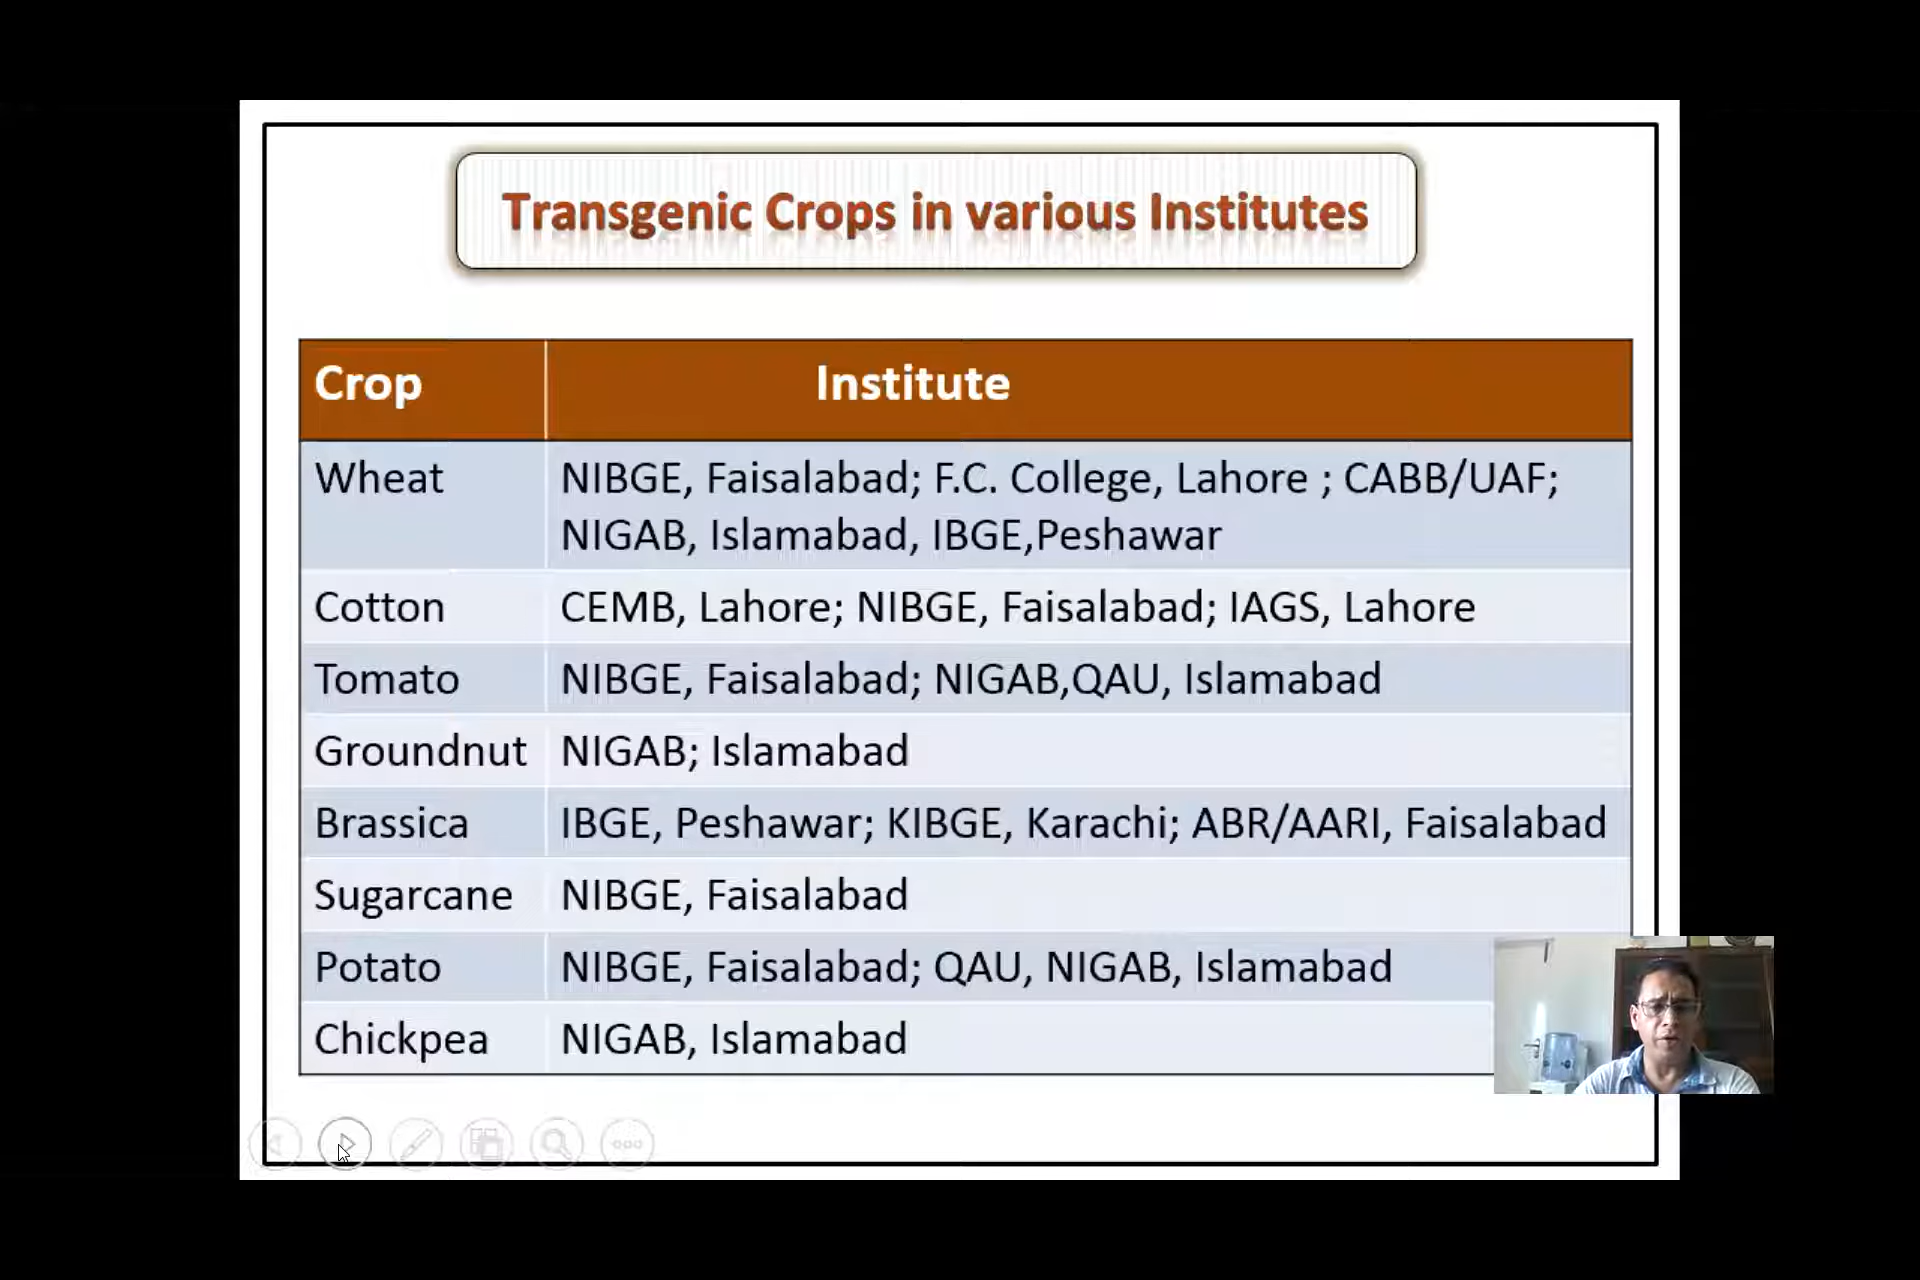 Transgenic Crops in various Institutes
Crop Institute
Wheat NIBGE, Faisalabad; F.C. College, Lahore ; CABB/UAF;
NIGAB, Islamabad, IBGE,Peshawar
Cotton CEMB, Lahore; NIBGE, Faisalabad; IAGS, Lahore
Tomato NIBGE, Faisalabad; NIGAB,QAU, Islamabad
Groundnut NIGAB; Islamabad
Brassica IBGE, Peshawar; KIBGE, Karachi; ABR/AARI, Faisalabad
Sugarcane NIBGE, Faisalabad
Potato NIBGE, Faisalabad; QAU, NIGAB, Islamabad
Chickpea NIGAB, Islamabad